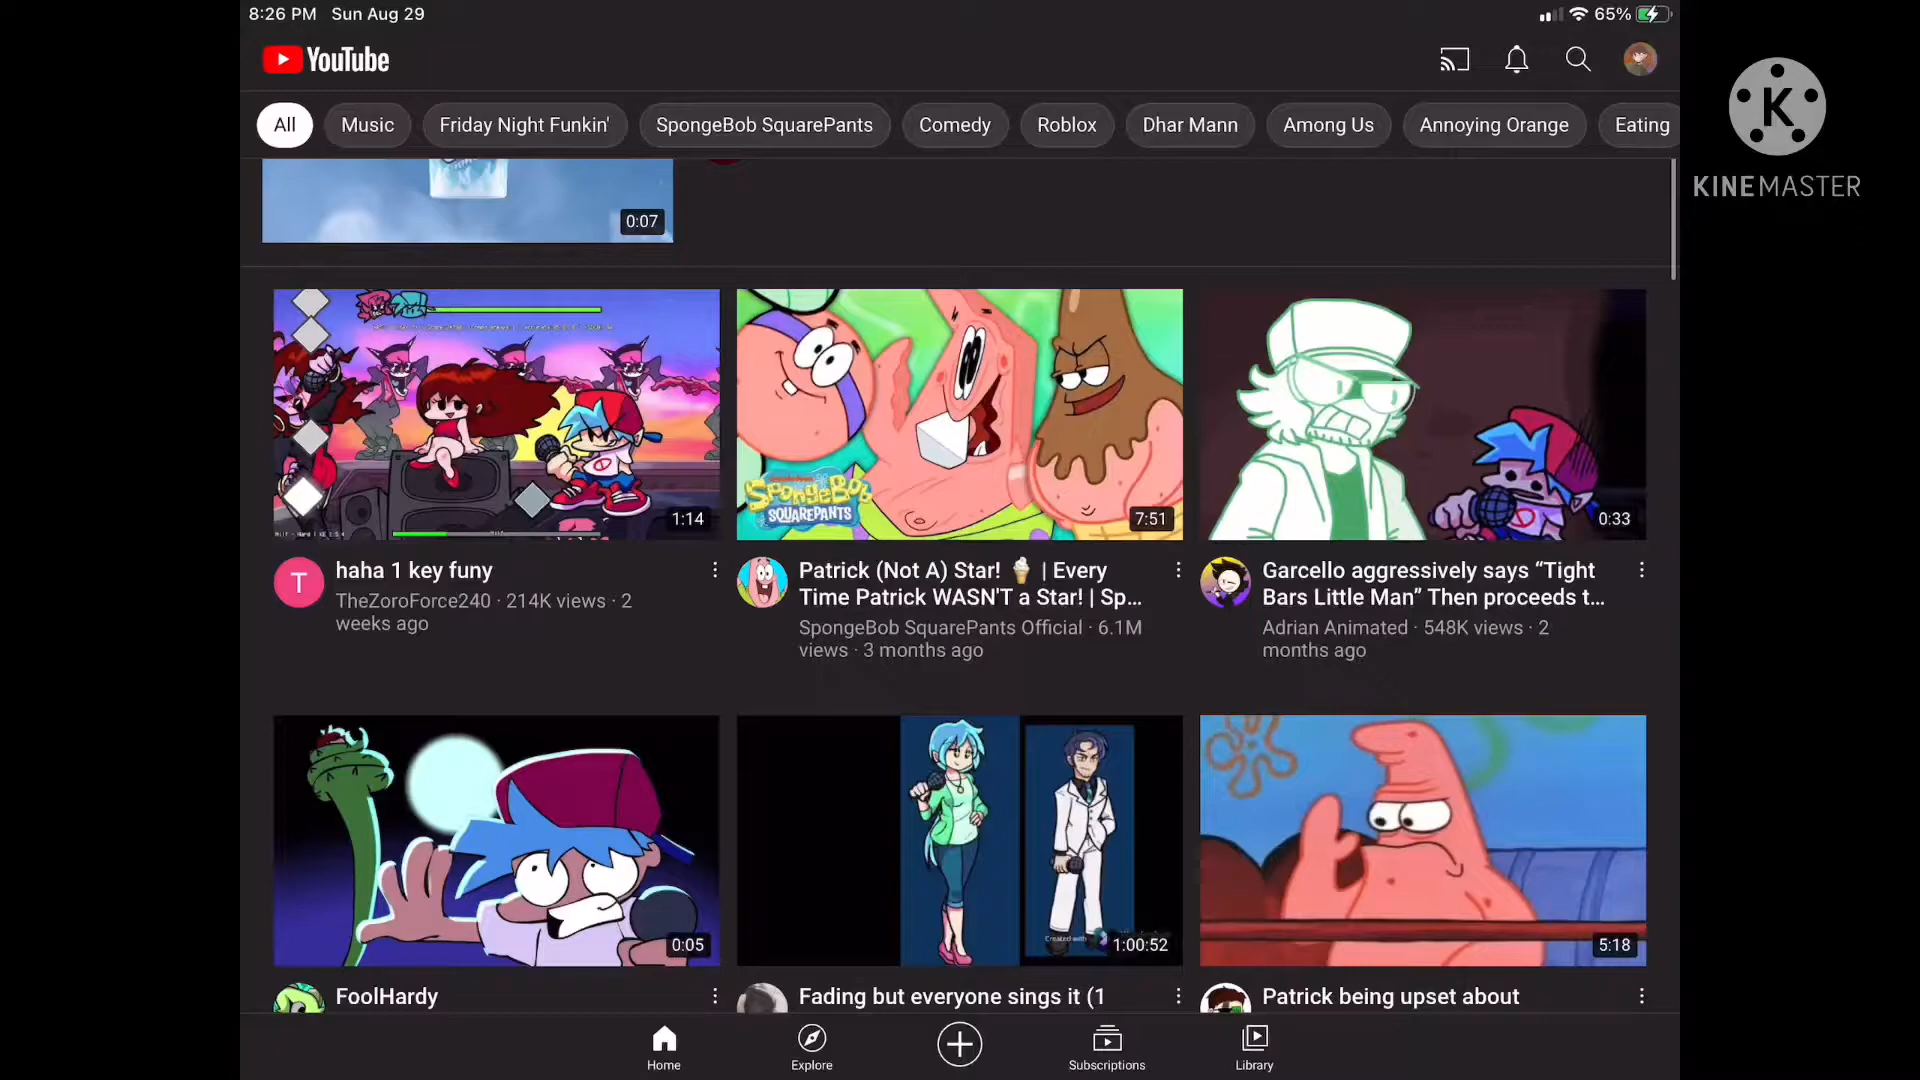 8:26 PM Sun Aug 29
65%
YouTube
All Music Friday Night Funkin' SpongeBob SquarePants Comedy Roblox Dhar Mann Among Us Annoying Orange Eating
KINEMASTER
0:07
SpongeBob
SQUAREPANTS
1:14
7:51
0:33
haha 1 key funy
TheZoroForce240 · 214K views · 2
weeks ago
Patrick (Not A) Star! 🍦 | Every
Time Patrick WASN'T a Star! | Sp...
SpongeBob SquarePants Official · 6.1M
views · 3 months ago
Garcello aggressively says “Tight
Bars Little Man” Then proceeds t...
Adrian Animated · 548K views · 2
months ago
Created with
0:05
1:00:52
5:18
FoolHardy
Fading but everyone sings it (1
Patrick being upset about
Home
Explore
Subscriptions
Library